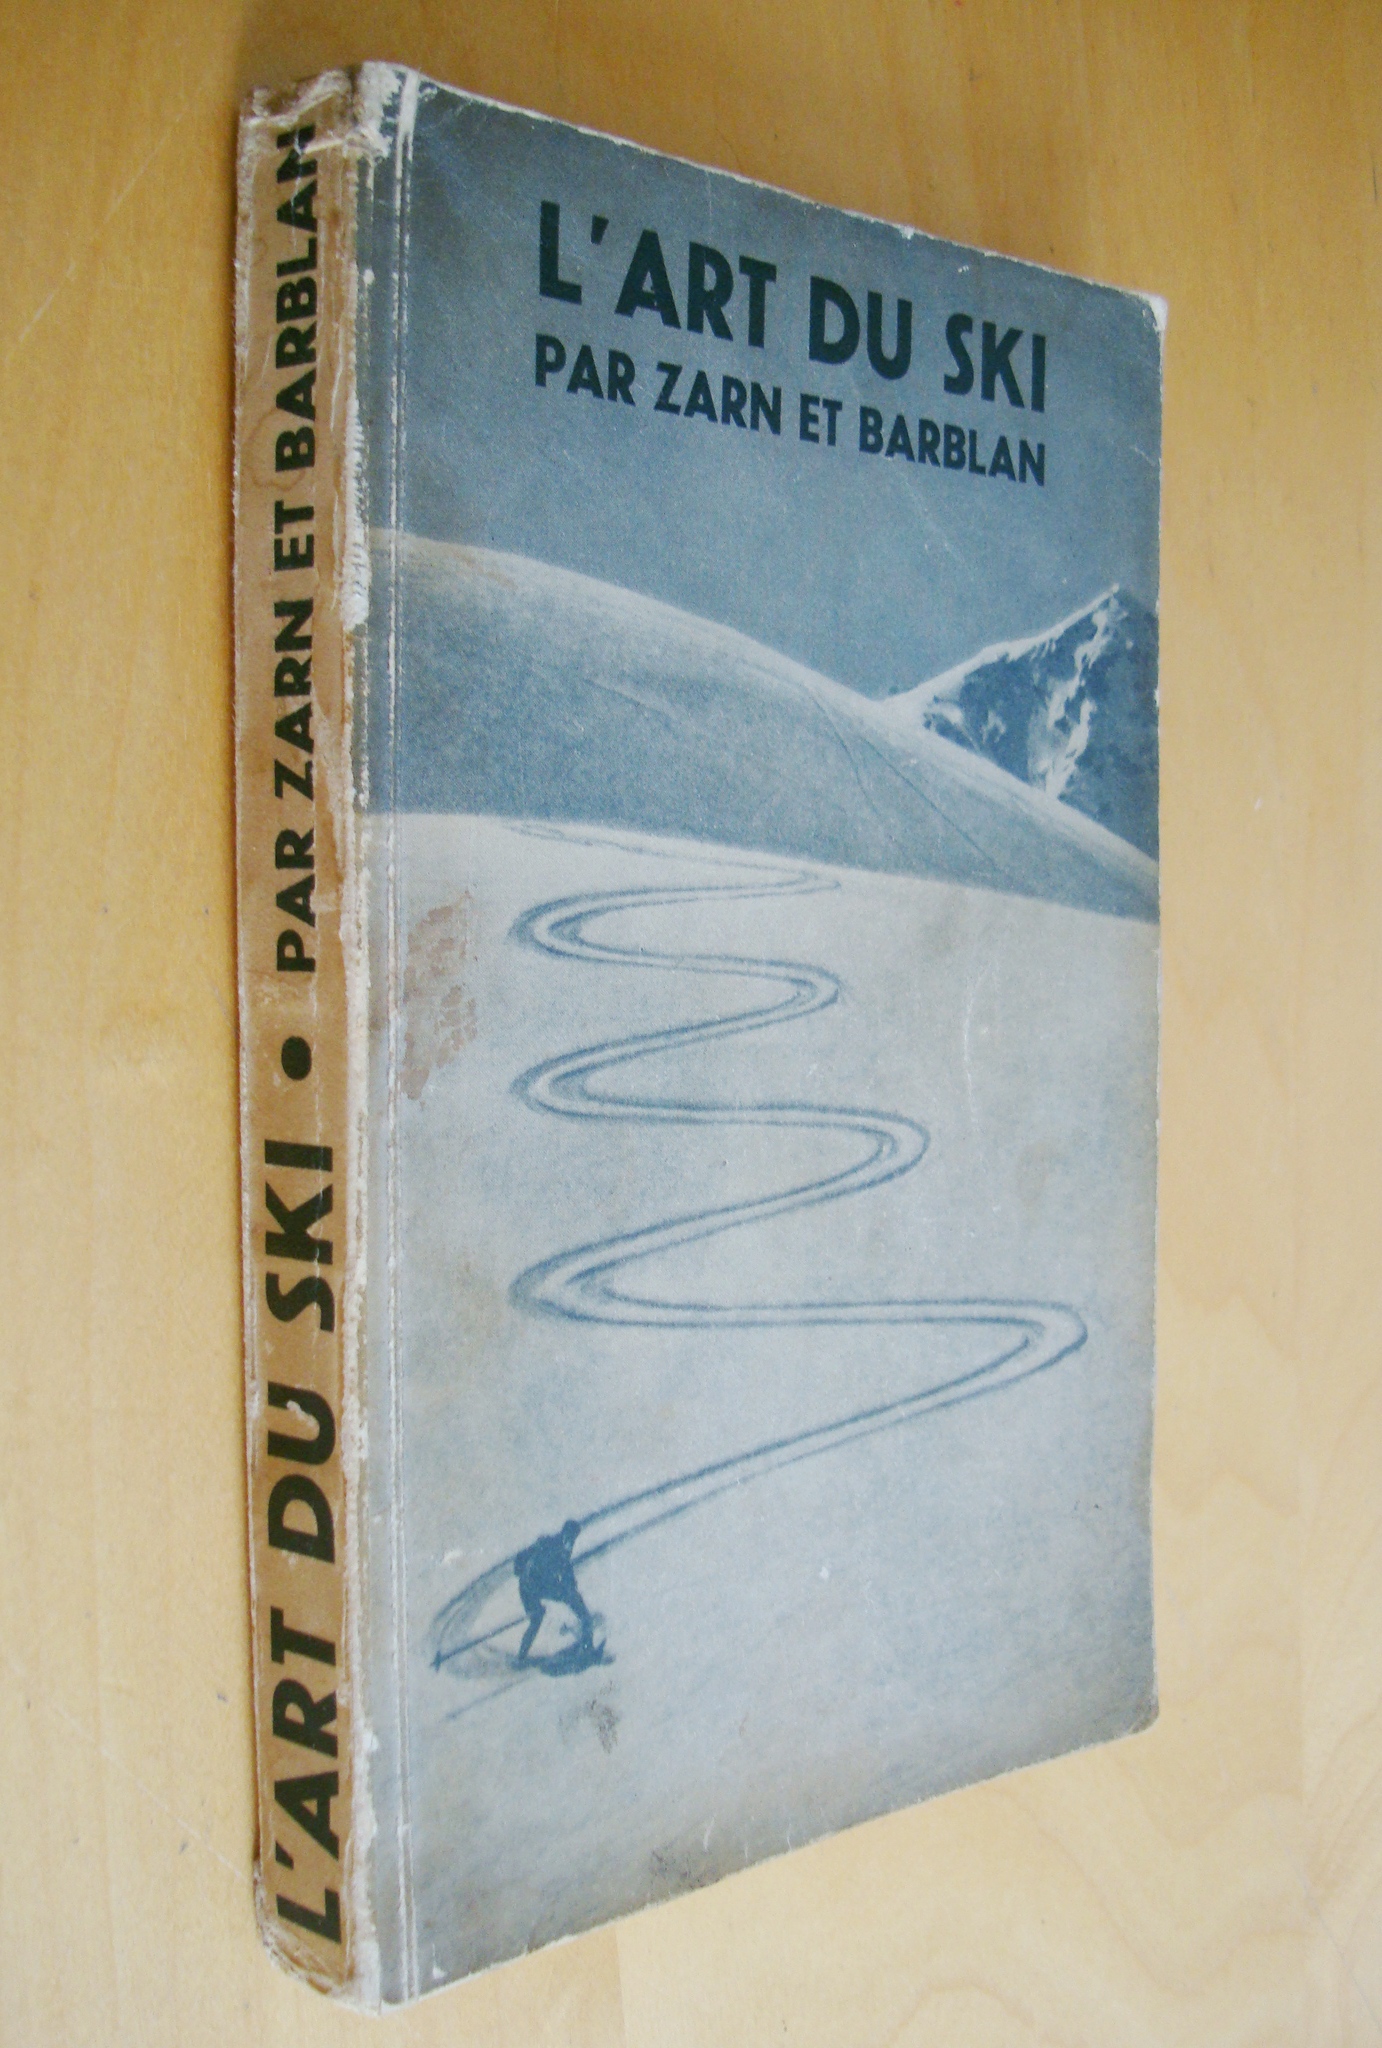 L'ART DU SKI
PAR ZARN ET BARBLAN
L'ART DU SKI • PAR ZARN ET BARBLAN